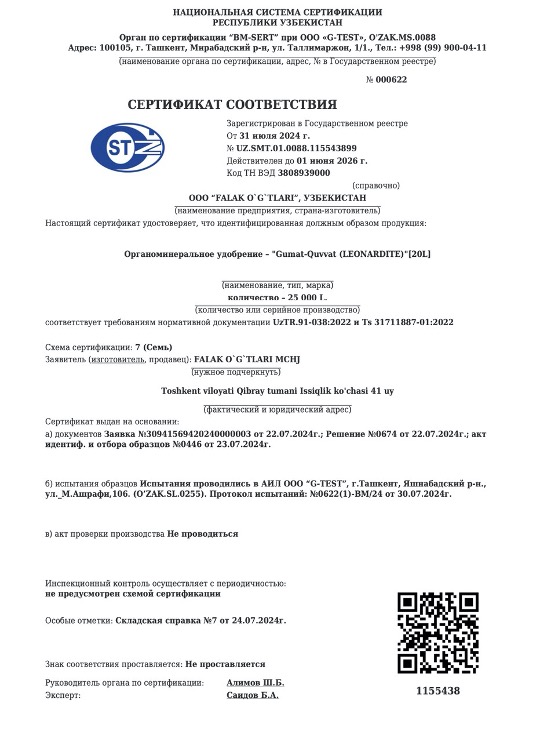 НАЦИОНАЛЬНАЯ СИСТЕМА СЕРТИФИКАЦИИ
РЕСПУБЛИКИ УЗБЕКИСТАН
Орган по сертификации "BM-SERT" при ООО «G-TEST», O'ZAK.MS.0088
Адрес: 100105, г. Ташкент, Мирабадский р-н, ул. Таллимаржон, 1/1., Тел.: +998 (99) 900-04-11
(наименование органа по сертификации, адрес, № в Государственном реестре)
№ 000622
СЕРТИФИКАТ СООТВЕТСТВИЯ
STZ
Зарегистрирован в Государственном реестре
От 31 июля 2024 г.
№ UZ.SMT.01.0088.115543899
Действителен до 01 июня 2026 г.
Код ТН ВЭД 3808939000
(справочно)
ООО "FALAK O`G`TLARI", УЗБЕКИСТАН
(наименование предприятия, страна-изготовитель)
Настоящий сертификат удостоверяет, что идентифицированная должным образом продукция:
Органоминеральное удобрение – "Gumat-Quvvat (LEONARDITE)"[20L]
(наименование, тип, марка)
количество – 25 000 L.
(количество или серийное производство)
соответствует требованиям нормативной документации UzTR.91-038:2022 и Ts 31711887-01:2022
Схема сертификации: 7 (Семь)
Заявитель (изготовитель, продавец): FALAK O`G`TLARI MCHJ
(нужное подчеркнуть)
Toshkent viloyati Qibray tumani Issiqlik ko'chasi 41 uy
(фактический и юридический адрес)
Сертификат выдан на основании:
а) документов Заявка №30941569420240000003 от 22.07.2024г.; Решение №0674 от 22.07.2024г.; акт
идентиф. и отбора образцов №0446 от 23.07.2024г.
б) испытания образцов Испытания проводились в АИЛ ООО "G-TEST", г.Ташкент, Яшнабадский р-н.,
ул._М.Ашрафи,106. (O'ZAK.SL.0255). Протокол испытаний: №0622(1)-BM/24 от 30.07.2024г.
в) акт проверки производства Не проводиться
Инспекционный контроль осуществляет с периодичностью:
не предусмотрен схемой сертификации
Особые отметки: Складская справка №7 от 24.07.2024г.
Знак соответствия проставляется: Не проставляется
Руководитель органа по сертификации: Алимов Ш.Б.
Эксперт: Саидов Б.А.
1155438